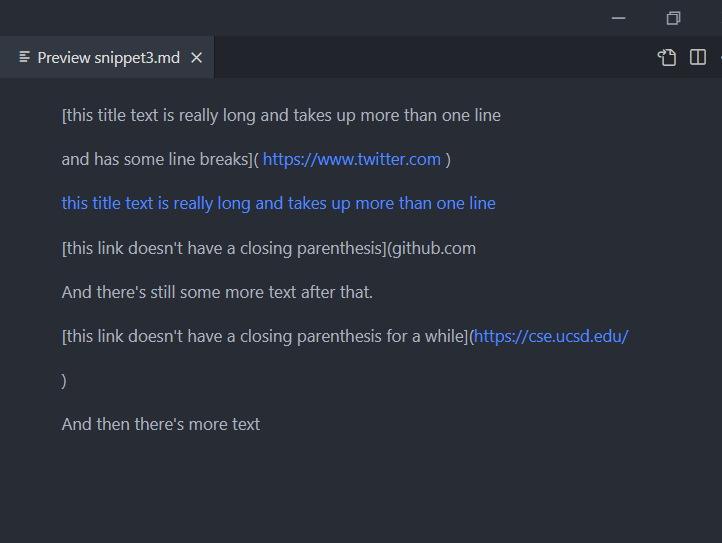 Preview snippet3.md
[this title text is really long and takes up more than one line
and has some line breaks]( https://www.twitter.com )
this title text is really long and takes up more than one line
[this link doesn't have a closing parenthesis](github.com
And there's still some more text after that.
[this link doesn't have a closing parenthesis for a while](https://cse.ucsd.edu/
)
And then there's more text